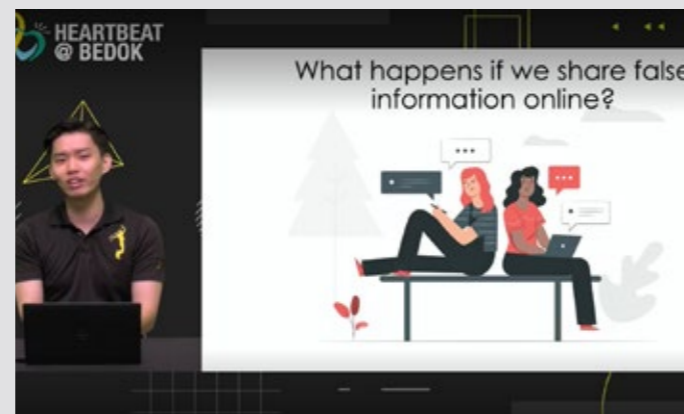 HEARTBEAT
@ BEDOK
What happens if we share false
information online?